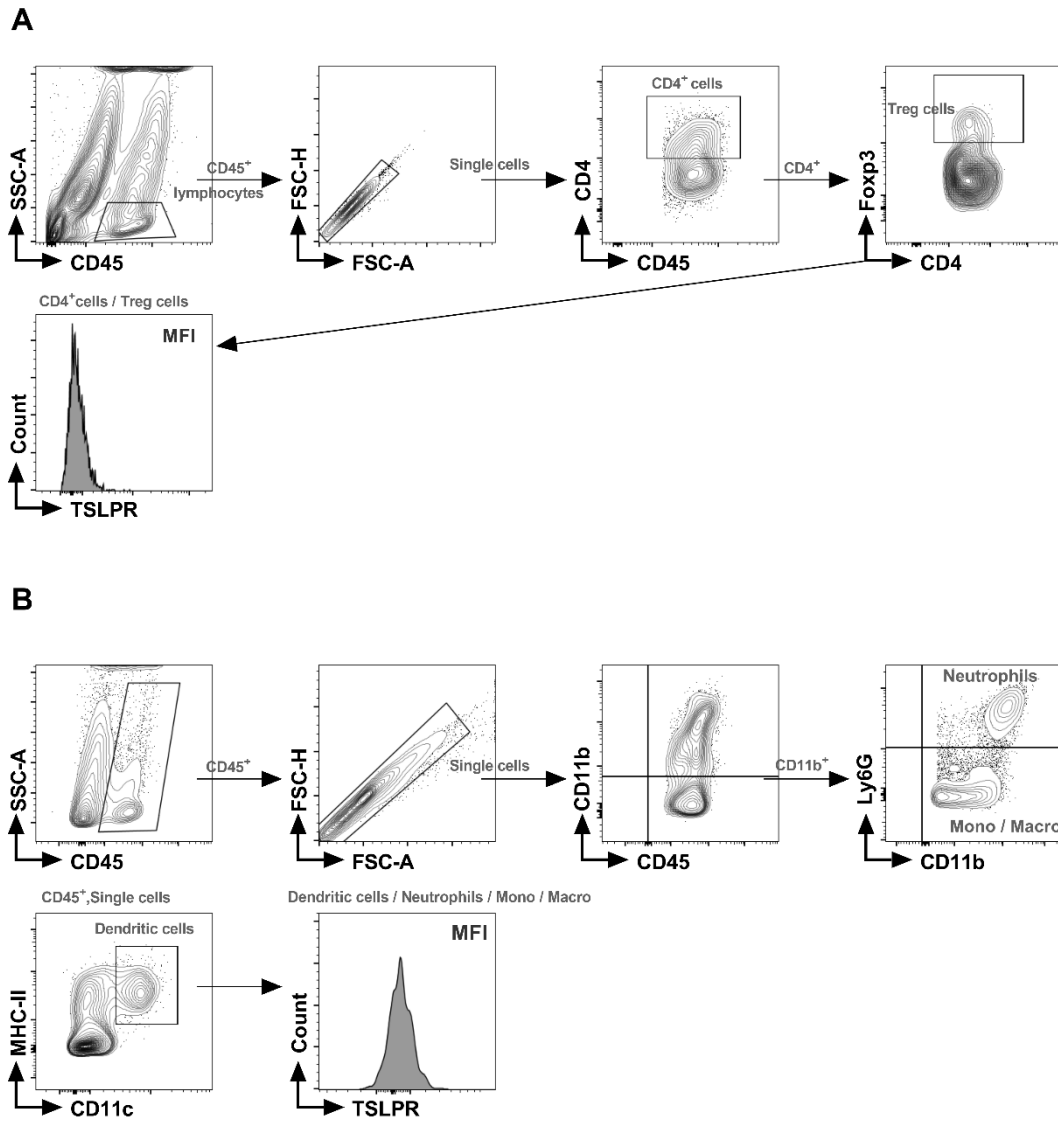 A
SSC-A
CD45
CD45+
lymphocytes
FSC-H
FSC-A
Single cells
CD4+ cells
CD4
CD45
CD4+
Treg cells
Foxp3
CD4
CD4+cells / Treg cells
MFI
Count
TSLPR
B
SSC-A
CD45
CD45+
FSC-H
FSC-A
Single cells
CD11b
CD45
CD11b+
Neutrophils
Ly6G
Mono / Macro
CD11b
CD45+,Single cells
Dendritic cells
MHC-II
CD11c
Dendritic cells / Neutrophils / Mono / Macro
MFI
Count
TSLPR